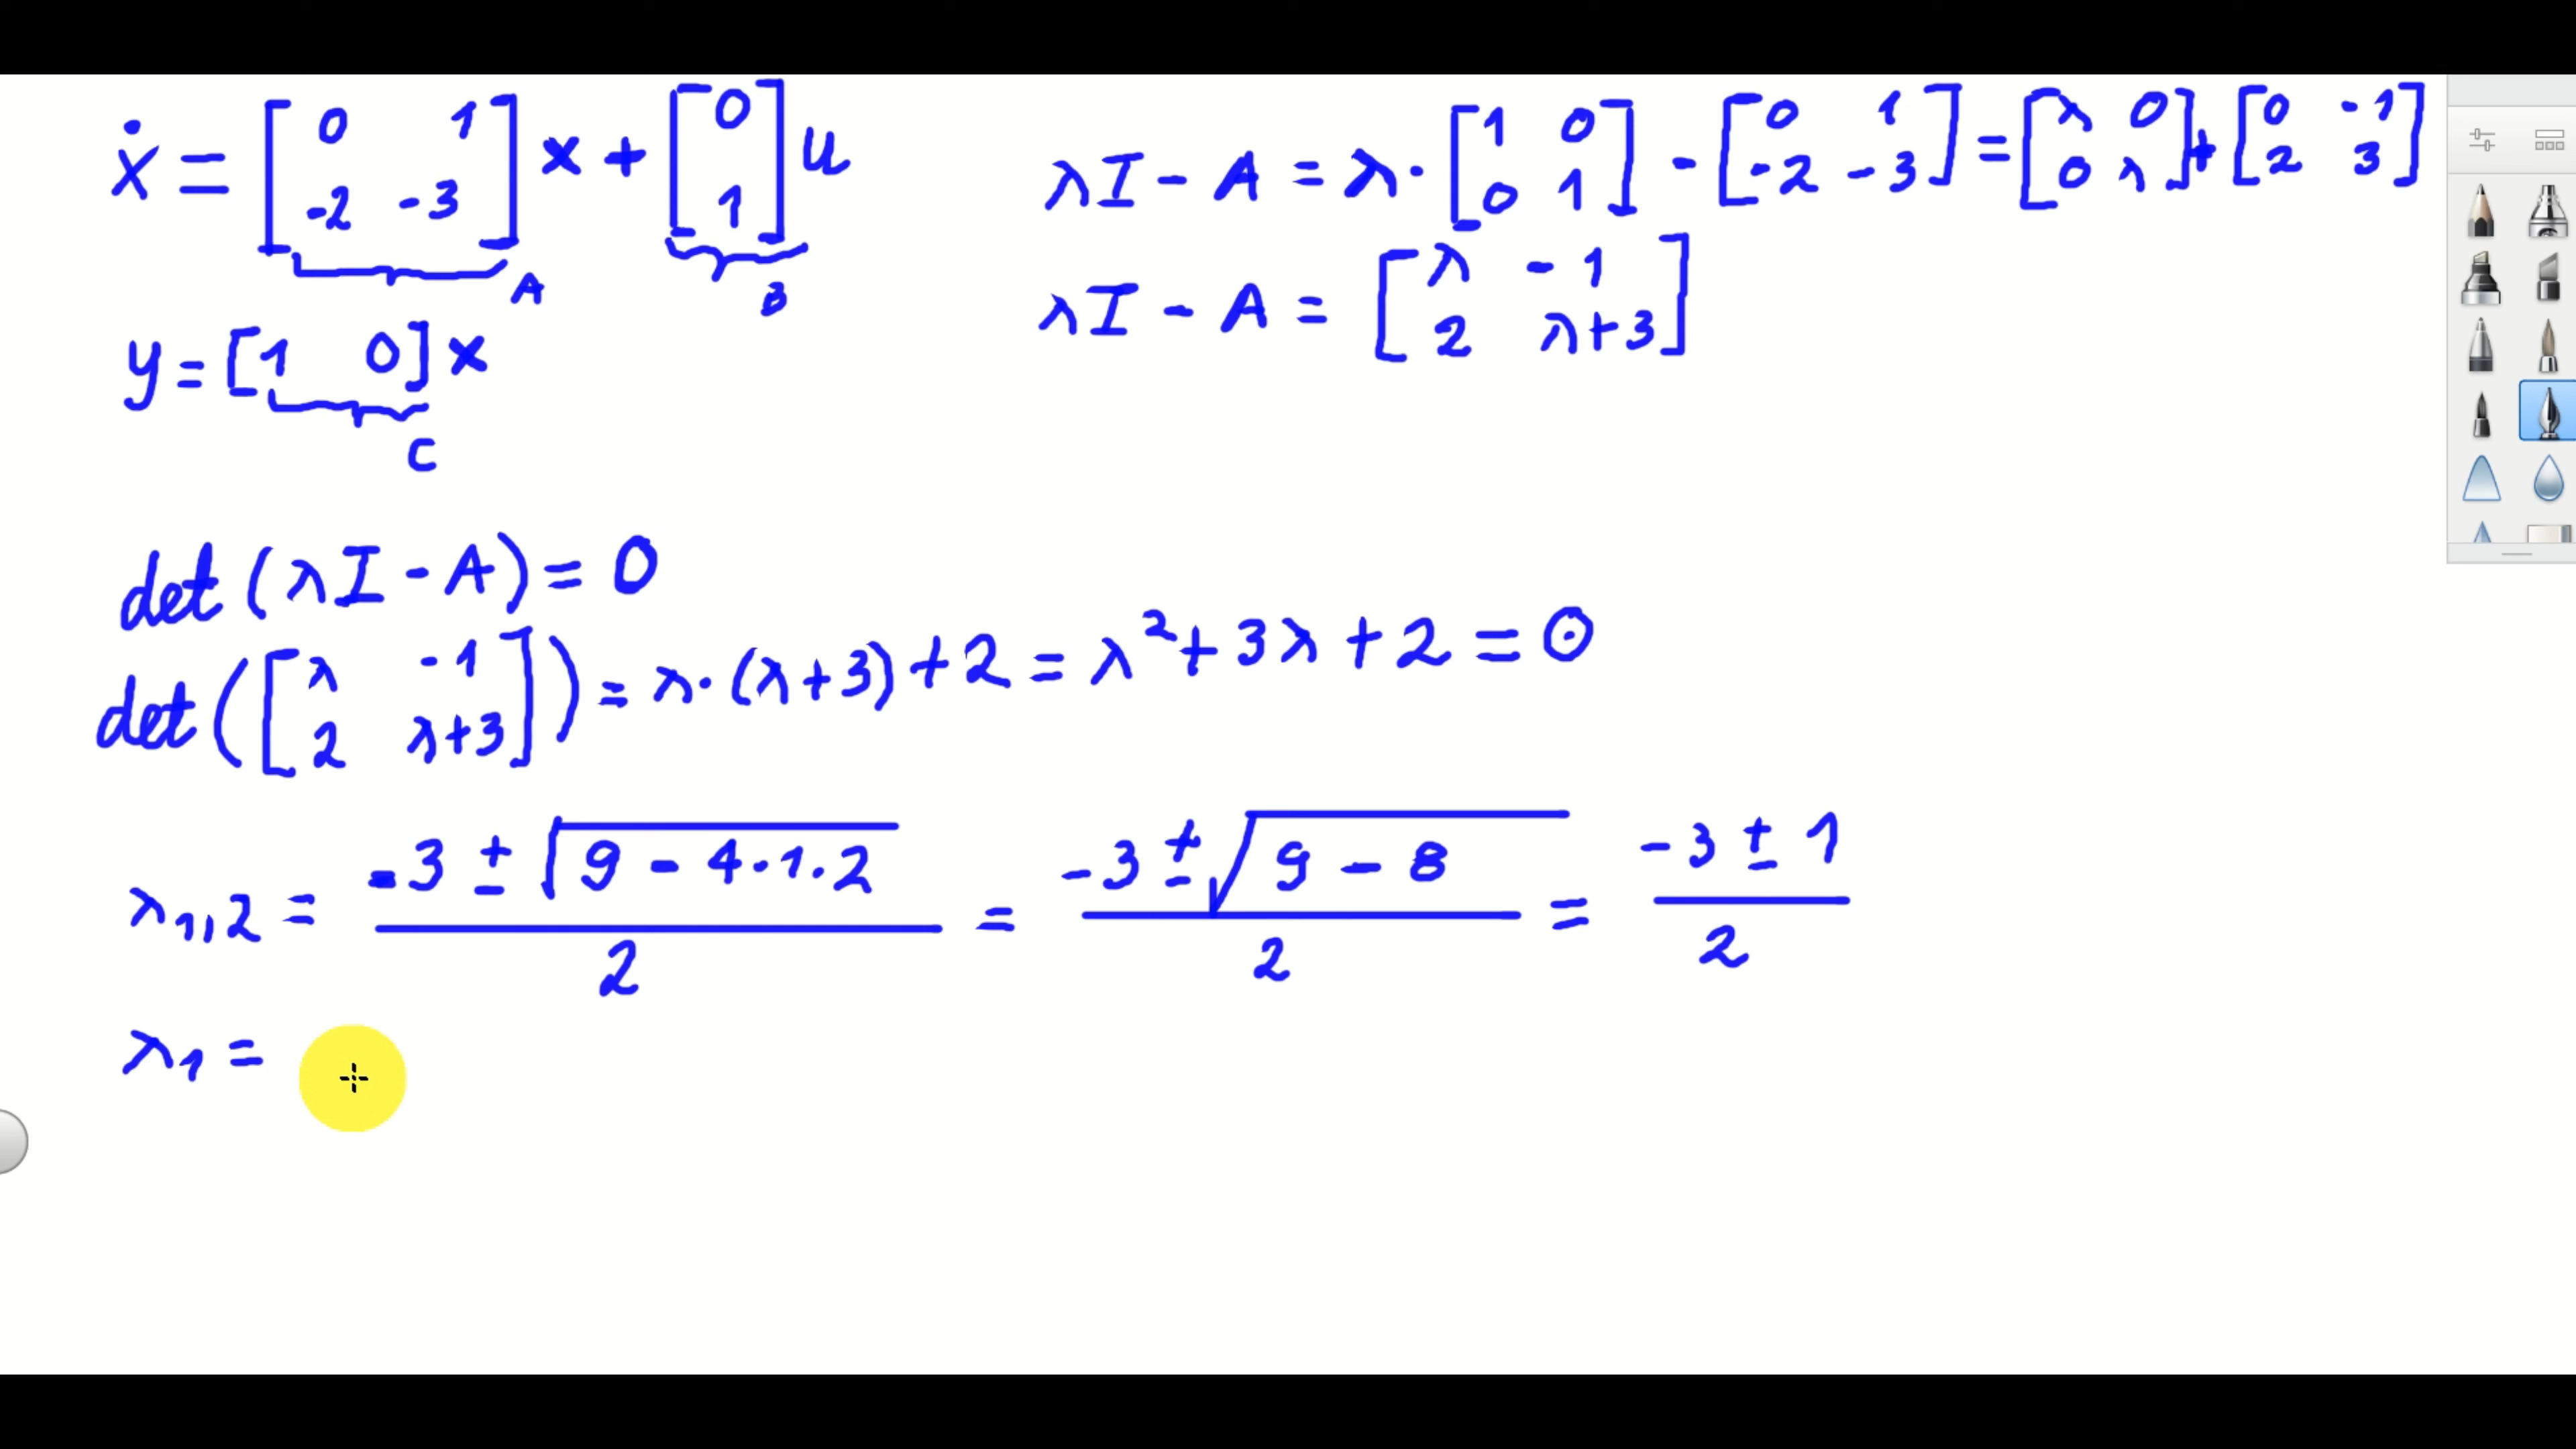 ẋ = [0 1; -2 -3] x + [0; 1] u
A
B
y = [1 0] x
C
λI - A = λ · [1 0; 0 1] - [0 1; -2 -3] = [λ 0; 0 λ] + [0 -1; 2 3]
λI - A = [λ -1; 2 λ+3]
det (λI - A) = 0
det ([λ -1; 2 λ+3]) = λ · (λ+3) + 2 = λ² + 3λ + 2 = 0
λ₁,₂ = (-3 ± √(9 - 4·1·2)) / 2 = (-3 ± √(9 - 8)) / 2 = (-3 ± 1) / 2
λ₁ =